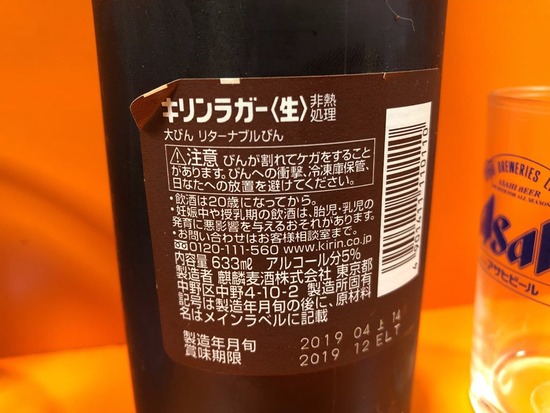 キリンラガー〈生〉非熱処理
大びん リターナブルびん
⚠注意 びんが割れてケガをすること
があります。びんへの衝撃、冷凍庫保管、
日なたへの放置を避けてください。
・飲酒は20歳になってから。
・妊娠中や授乳期の飲酒は、胎児・乳児の
発育に悪影響を与えるおそれがあります。
・お問い合わせはお客様相談室まで。
0120-111-560 www.kirin.co.jp
内容量 633㎖ アルコール分5%
製造者 麒麟麦酒株式会社 東京都
中野区中野4-10-2 製造所固有
記号は製造年月旬の後に、原材料
名はメインラベルに記載
製造年月旬 2019 04 上 14
賞味期限 2019 12 ELT
BREWERIES
ASAHI BEER
Asa
アサヒビール